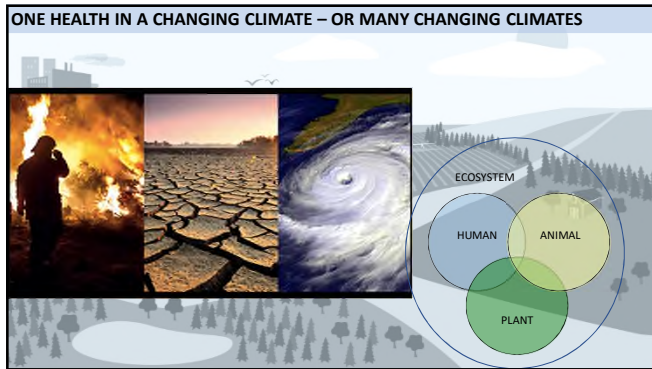 ONE HEALTH IN A CHANGING CLIMATE – OR MANY CHANGING CLIMATES
ECOSYSTEM
HUMAN
ANIMAL
PLANT